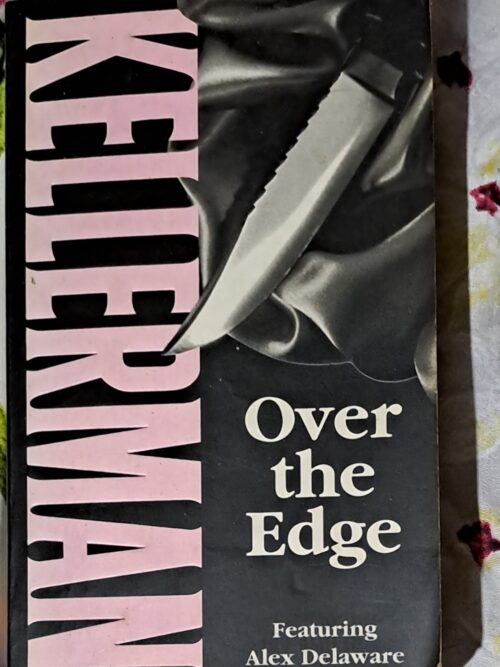 KELLERMAN
Over
the
Edge
Featuring
Alex Delaware